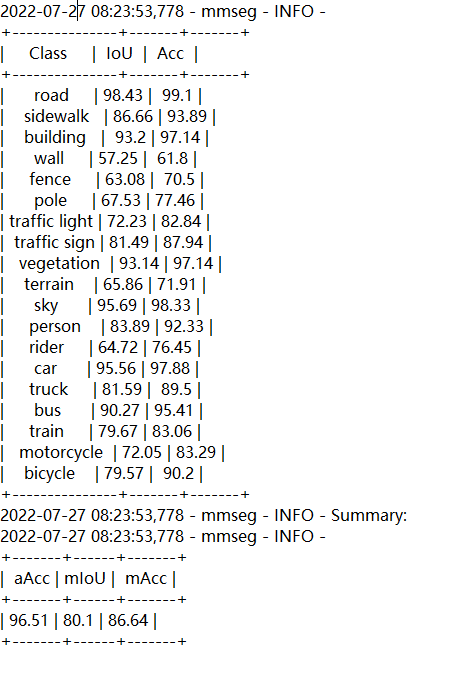 2022-07-27 08:23:53,778 - mmseg - INFO -
+---------------+-------+-------+
|     Class     |  IoU  |  Acc  |
+---------------+-------+-------+
|      road     | 98.43 |  99.1 |
|    sidewalk   | 86.66 | 93.89 |
|    building   |  93.2 | 97.14 |
|      wall     | 57.25 |  61.8 |
|     fence     | 63.08 |  70.5 |
|      pole     | 67.53 | 77.46 |
| traffic light | 72.23 | 82.84 |
|  traffic sign | 81.49 | 87.94 |
|   vegetation  | 93.14 | 97.14 |
|    terrain    | 65.86 | 71.91 |
|      sky      | 95.69 | 98.33 |
|     person    | 83.89 | 92.33 |
|     rider     | 64.72 | 76.45 |
|      car      | 95.56 | 97.88 |
|     truck     | 81.59 |  89.5 |
|      bus      | 90.27 | 95.41 |
|     train     | 79.67 | 83.06 |
|   motorcycle  | 72.05 | 83.29 |
|    bicycle    | 79.57 |  90.2 |
+---------------+-------+-------+
2022-07-27 08:23:53,778 - mmseg - INFO - Summary:
2022-07-27 08:23:53,778 - mmseg - INFO -
+-------+------+-------+
|  aAcc | mIoU |  mAcc |
+-------+------+-------+
| 96.51 | 80.1 | 86.64 |
+-------+------+-------+